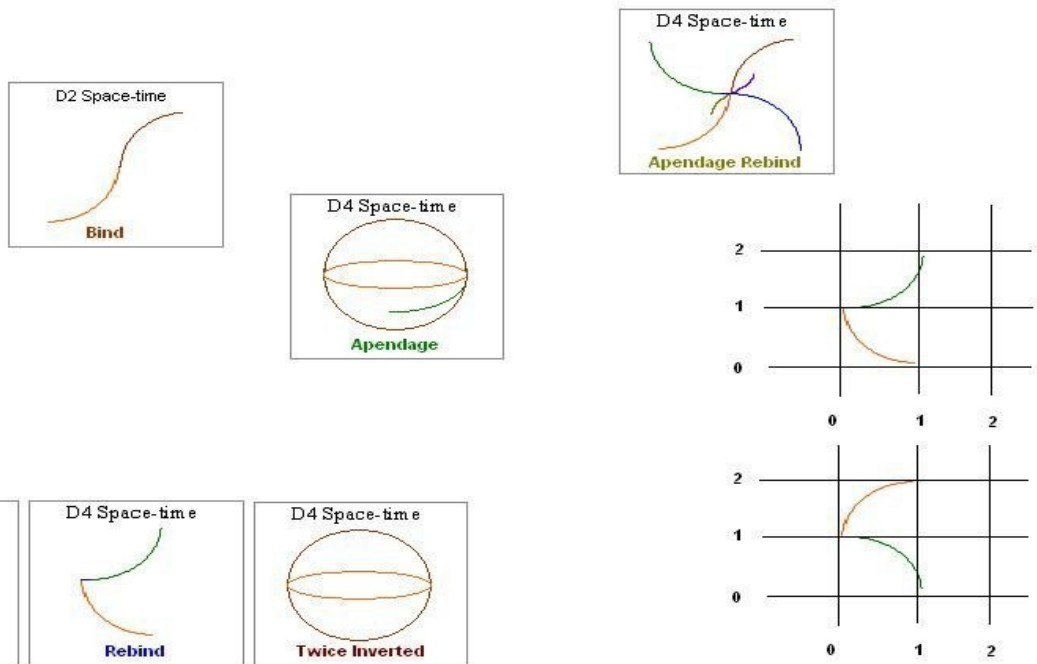 D4 Space-time
Apendage Rebind
D2 Space-time
Bind
D4 Space-time
Apendage
2
1
0
0 1 2
D4 Space-time
Rebind
D4 Space-time
Twice Inverted
2
1
0
0 1 2